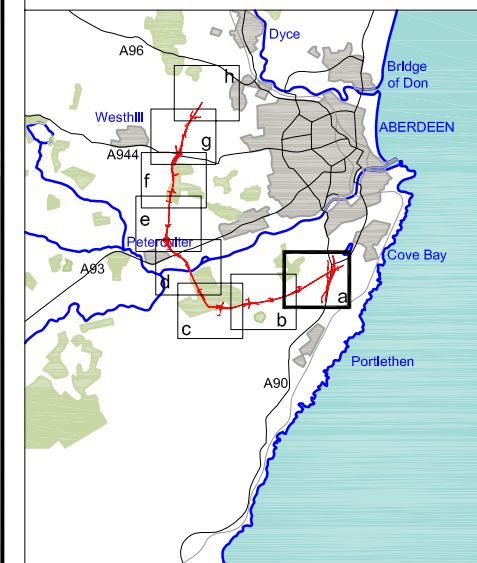 Dyce
A96
Bridge
of Don
h
Westhill
ABERDEEN
g
A944
f
e
Peterculter
Cove Bay
A93
d
a
b
c
Portlethen
A90